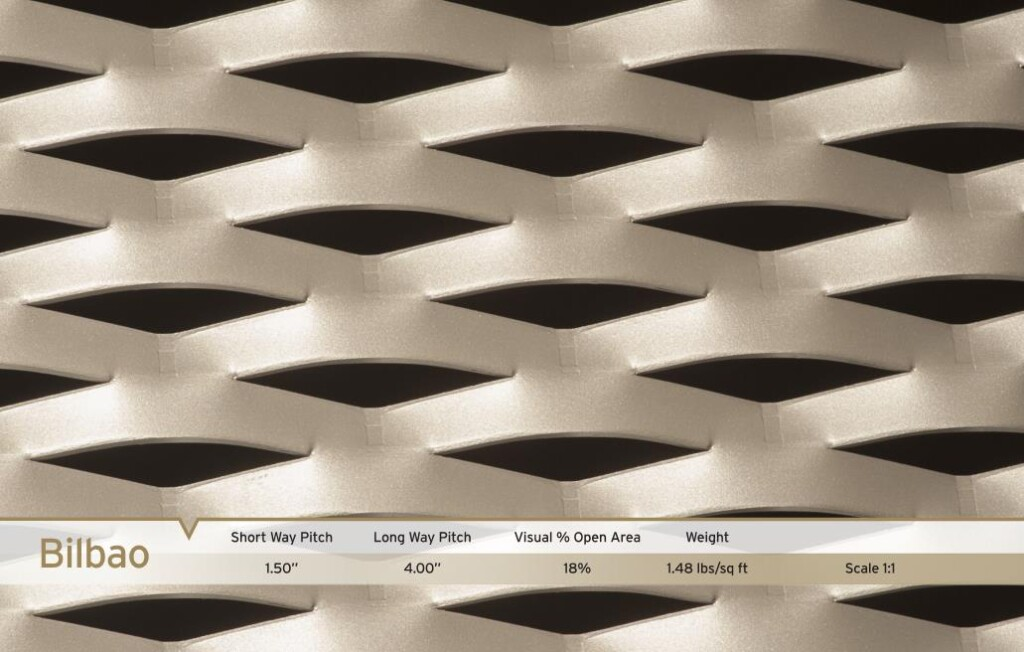 Bilbao
Short Way Pitch Long Way Pitch Visual % Open Area Weight
1.50″ 4.00″ 18% 1.48 lbs/sq ft Scale 1:1